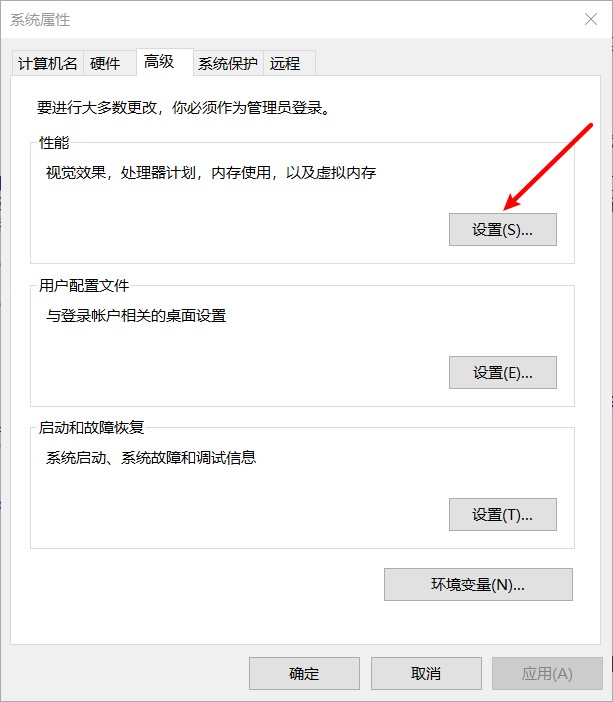 系统属性
计算机名 硬件 高级 系统保护 远程
要进行大多数更改，你必须作为管理员登录。
性能
视觉效果，处理器计划，内存使用，以及虚拟内存
设置(S)...
用户配置文件
与登录帐户相关的桌面设置
设置(E)...
启动和故障恢复
系统启动、系统故障和调试信息
设置(T)...
环境变量(N)...
确定 取消 应用(A)